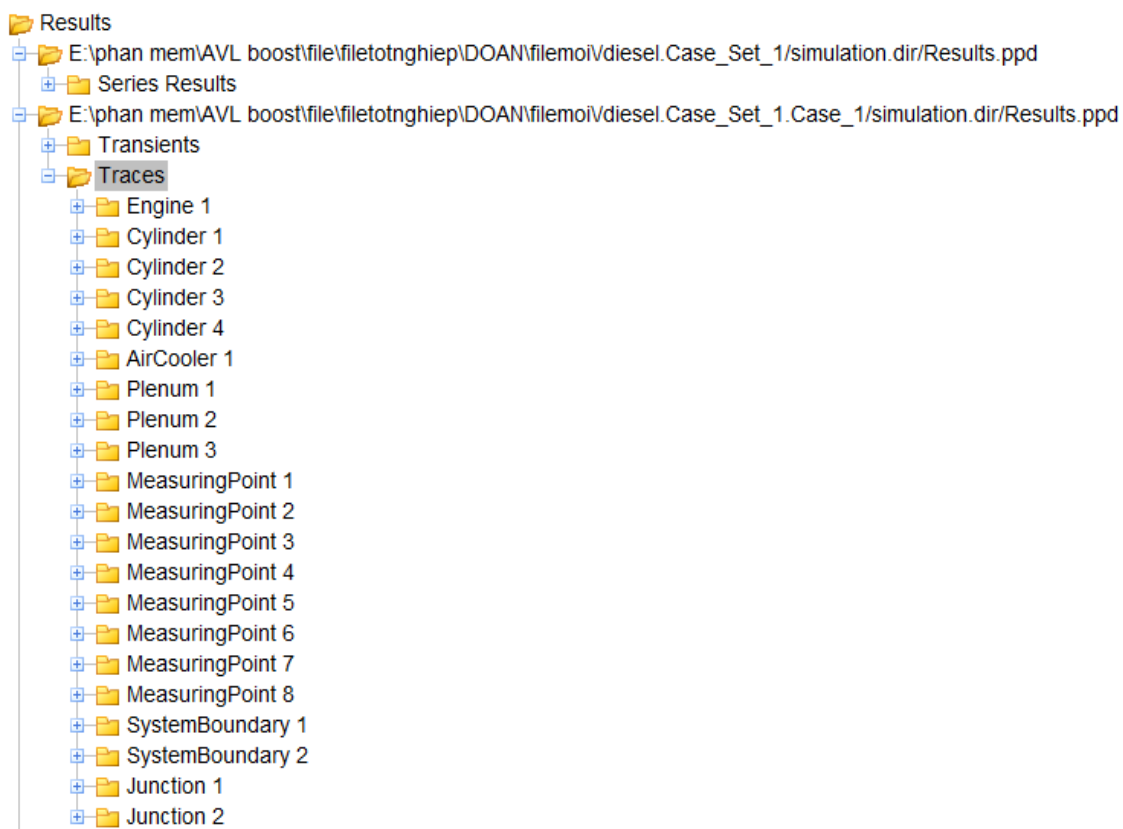 Results
E:\phan mem\AVL boost\file\filetotnghiep\DOAN\filemoi\/diesel.Case_Set_1/simulation.dir/Results.ppd
Series Results
E:\phan mem\AVL boost\file\filetotnghiep\DOAN\filemoi\/diesel.Case_Set_1.Case_1/simulation.dir/Results.ppd
Transients
Traces
Engine 1
Cylinder 1
Cylinder 2
Cylinder 3
Cylinder 4
AirCooler 1
Plenum 1
Plenum 2
Plenum 3
MeasuringPoint 1
MeasuringPoint 2
MeasuringPoint 3
MeasuringPoint 4
MeasuringPoint 5
MeasuringPoint 6
MeasuringPoint 7
MeasuringPoint 8
SystemBoundary 1
SystemBoundary 2
Junction 1
Junction 2